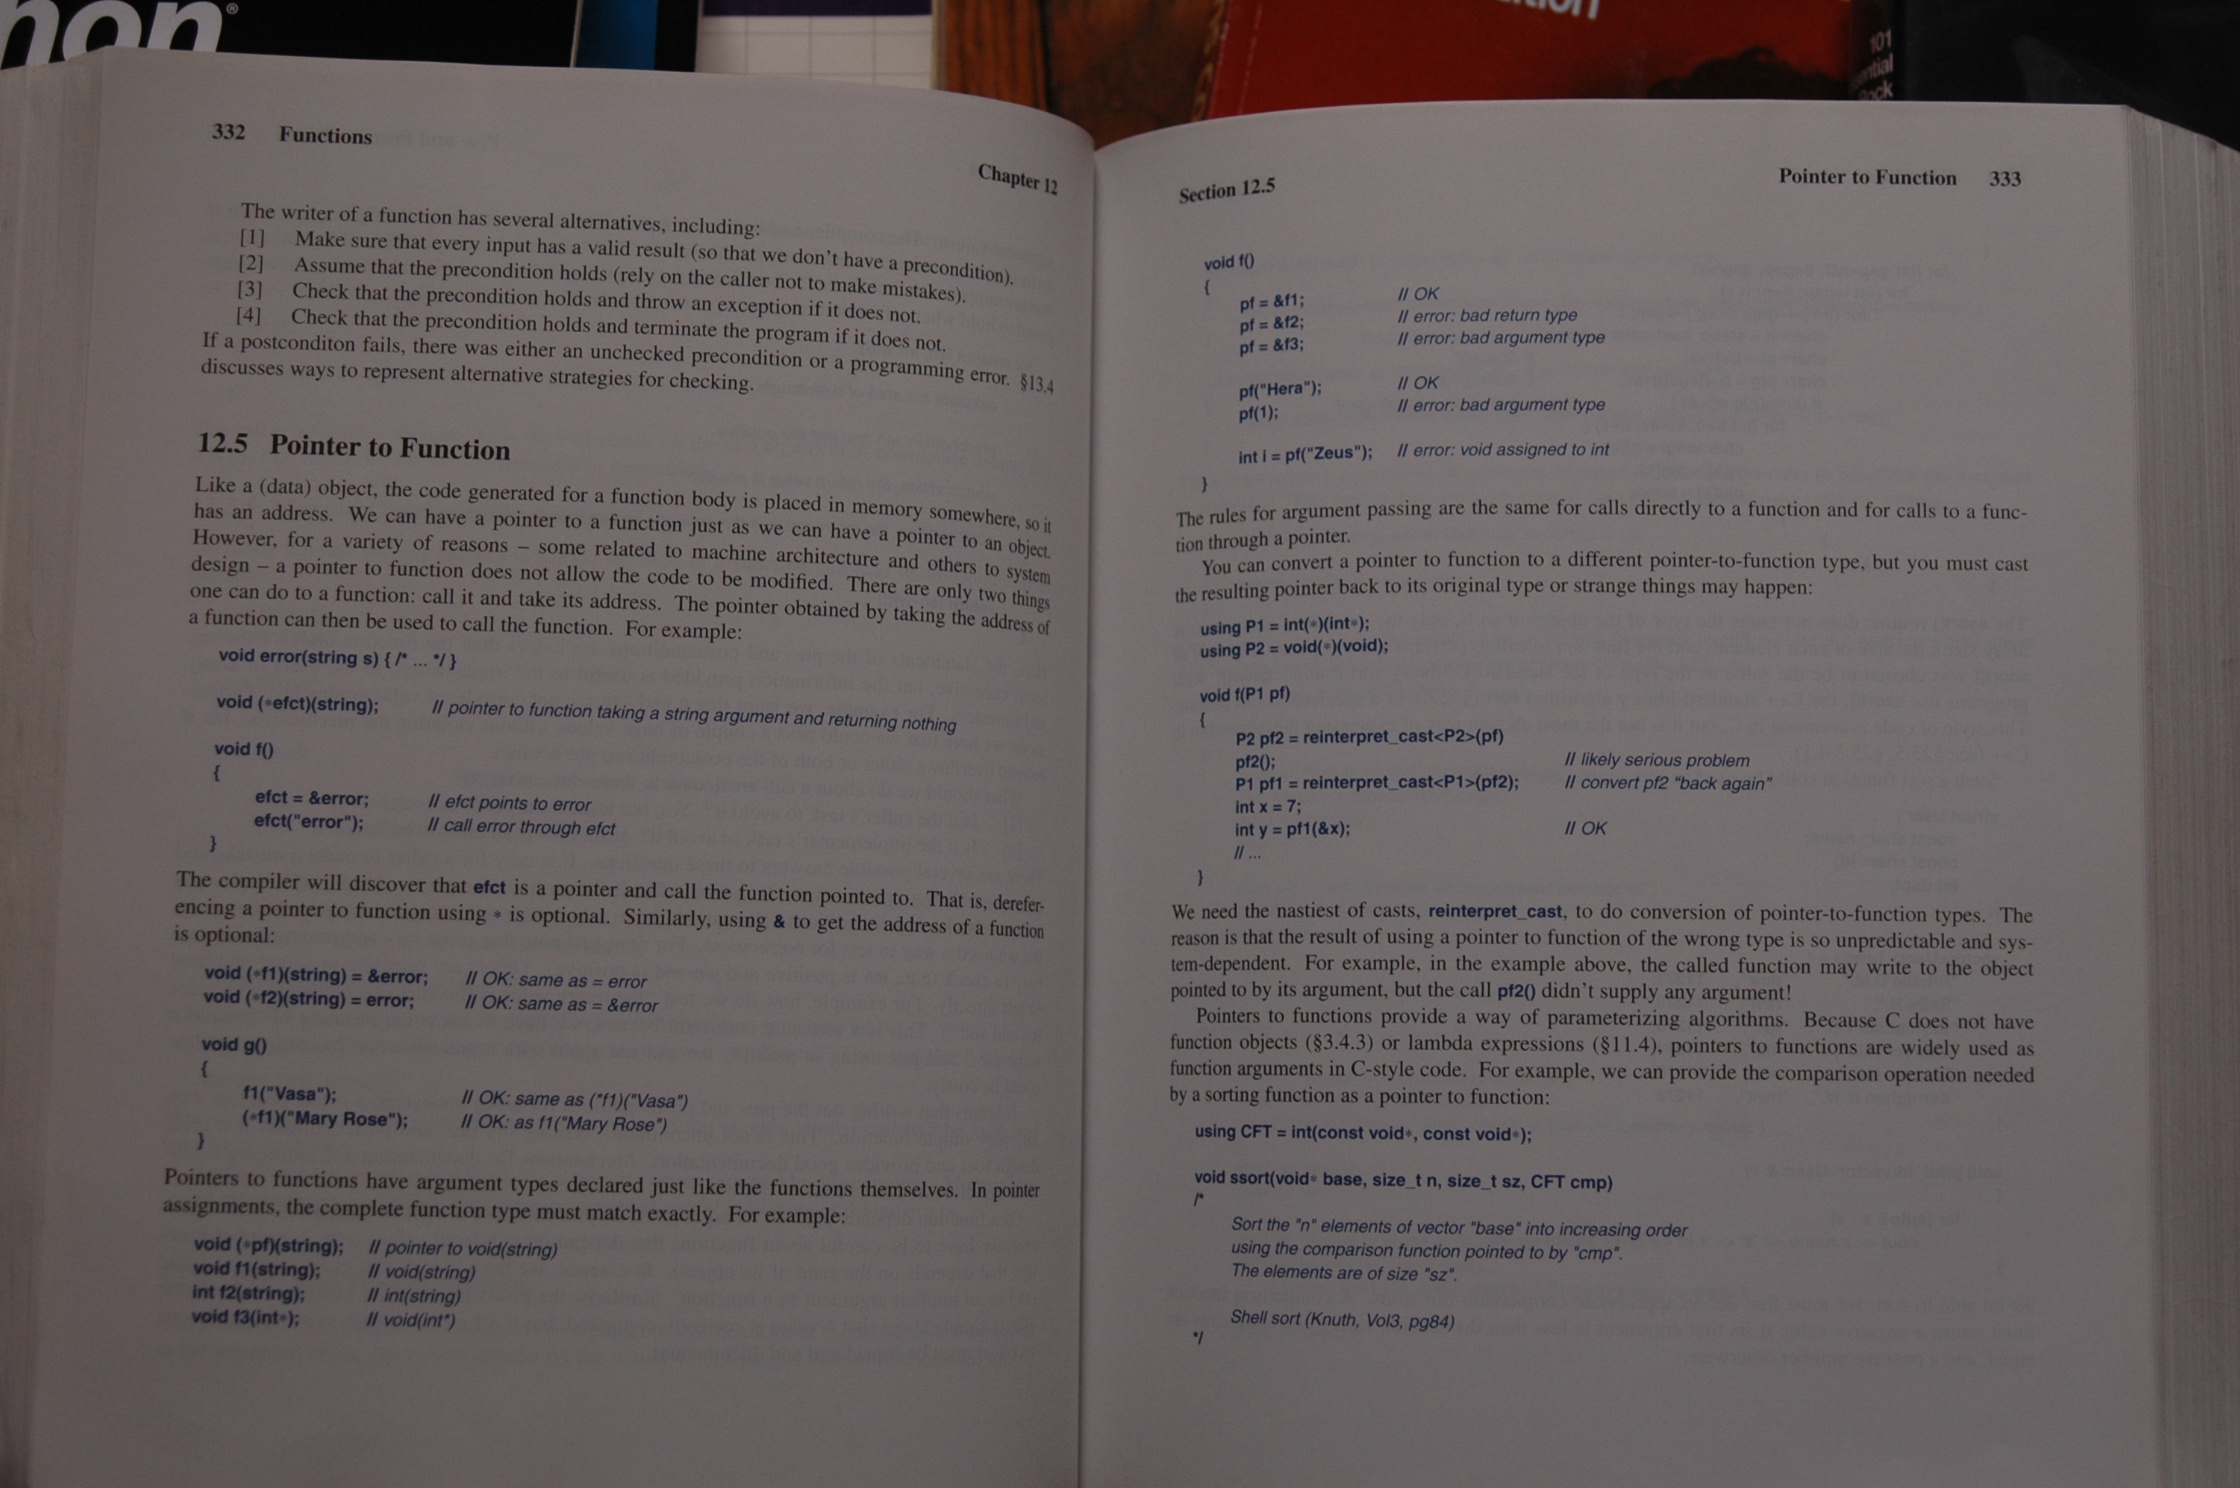 hon®
101
ential
Rock
332 Functions
Chapter 12
The writer of a function has several alternatives, including:
[1] Make sure that every input has a valid result (so that we don't have a precondition).
[2] Assume that the precondition holds (rely on the caller not to make mistakes).
[3] Check that the precondition holds and throw an exception if it does not.
[4] Check that the precondition holds and terminate the program if it does not.
If a postconditon fails, there was either an unchecked precondition or a programming error. §13.4
discusses ways to represent alternative strategies for checking.
12.5 Pointer to Function
Like a (data) object, the code generated for a function body is placed in memory somewhere, so it
has an address. We can have a pointer to a function just as we can have a pointer to an object.
However, for a variety of reasons – some related to machine architecture and others to system
design – a pointer to function does not allow the code to be modified. There are only two things
one can do to a function: call it and take its address. The pointer obtained by taking the address of
a function can then be used to call the function. For example:
void error(string s) { /* ... */ }
void (*efct)(string); // pointer to function taking a string argument and returning nothing
void f()
{
efct = &error; // efct points to error
efct("error"); // call error through efct
}
The compiler will discover that efct is a pointer and call the function pointed to. That is, derefer-
encing a pointer to function using * is optional. Similarly, using & to get the address of a function
is optional:
void (*f1)(string) = &error; // OK: same as = error
void (*f2)(string) = error; // OK: same as = &error
void g()
{
f1("Vasa"); // OK: same as (*f1)("Vasa")
(*f1)("Mary Rose"); // OK: as f1("Mary Rose")
}
Pointers to functions have argument types declared just like the functions themselves. In pointer
assignments, the complete function type must match exactly. For example:
void (*pf)(string); // pointer to void(string)
void f1(string); // void(string)
int f2(string); // int(string)
void f3(int*); // void(int*)
Section 12.5
Pointer to Function 333
void f()
{
pf = &f1; // OK
pf = &f2; // error: bad return type
pf = &f3; // error: bad argument type
pf("Hera"); // OK
pf(1); // error: bad argument type
int i = pf("Zeus"); // error: void assigned to int
}
The rules for argument passing are the same for calls directly to a function and for calls to a func-
tion through a pointer.
You can convert a pointer to function to a different pointer-to-function type, but you must cast
the resulting pointer back to its original type or strange things may happen:
using P1 = int(*)(int*);
using P2 = void(*)(void);
void f(P1 pf)
{
P2 pf2 = reinterpret_cast<P2>(pf)
pf2(); // likely serious problem
P1 pf1 = reinterpret_cast<P1>(pf2); // convert pf2 "back again"
int x = 7;
int y = pf1(&x); // OK
// ...
}
We need the nastiest of casts, reinterpret_cast, to do conversion of pointer-to-function types. The
reason is that the result of using a pointer to function of the wrong type is so unpredictable and sys-
tem-dependent. For example, in the example above, the called function may write to the object
pointed to by its argument, but the call pf2() didn't supply any argument!
Pointers to functions provide a way of parameterizing algorithms. Because C does not have
function objects (§3.4.3) or lambda expressions (§11.4), pointers to functions are widely used as
function arguments in C-style code. For example, we can provide the comparison operation needed
by a sorting function as a pointer to function:
using CFT = int(const void*, const void*);
void ssort(void* base, size_t n, size_t sz, CFT cmp)
/*
Sort the "n" elements of vector "base" into increasing order
using the comparison function pointed to by "cmp".
The elements are of size "sz".
Shell sort (Knuth, Vol3, pg84)
*/